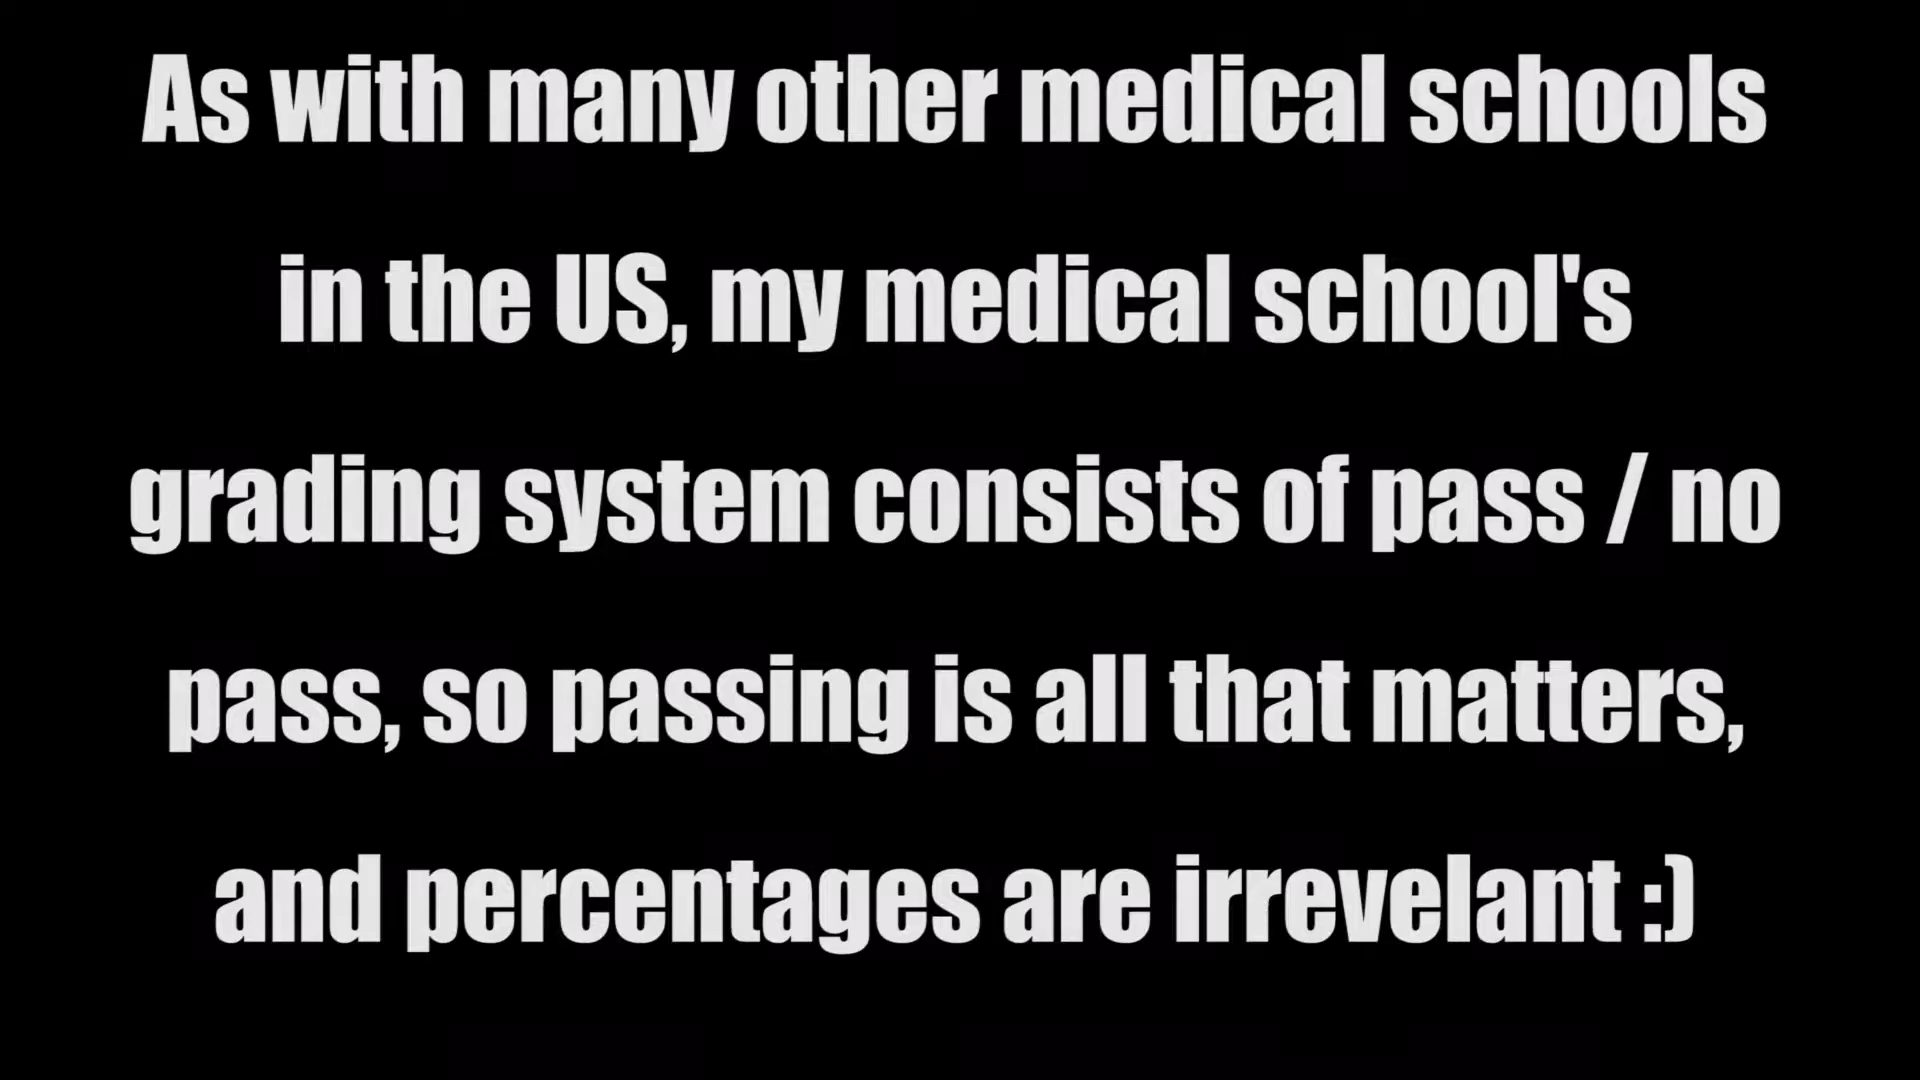 As with many other medical schools
in the US, my medical school's
grading system consists of pass / no
pass, so passing is all that matters,
and percentages are irrevelant :)